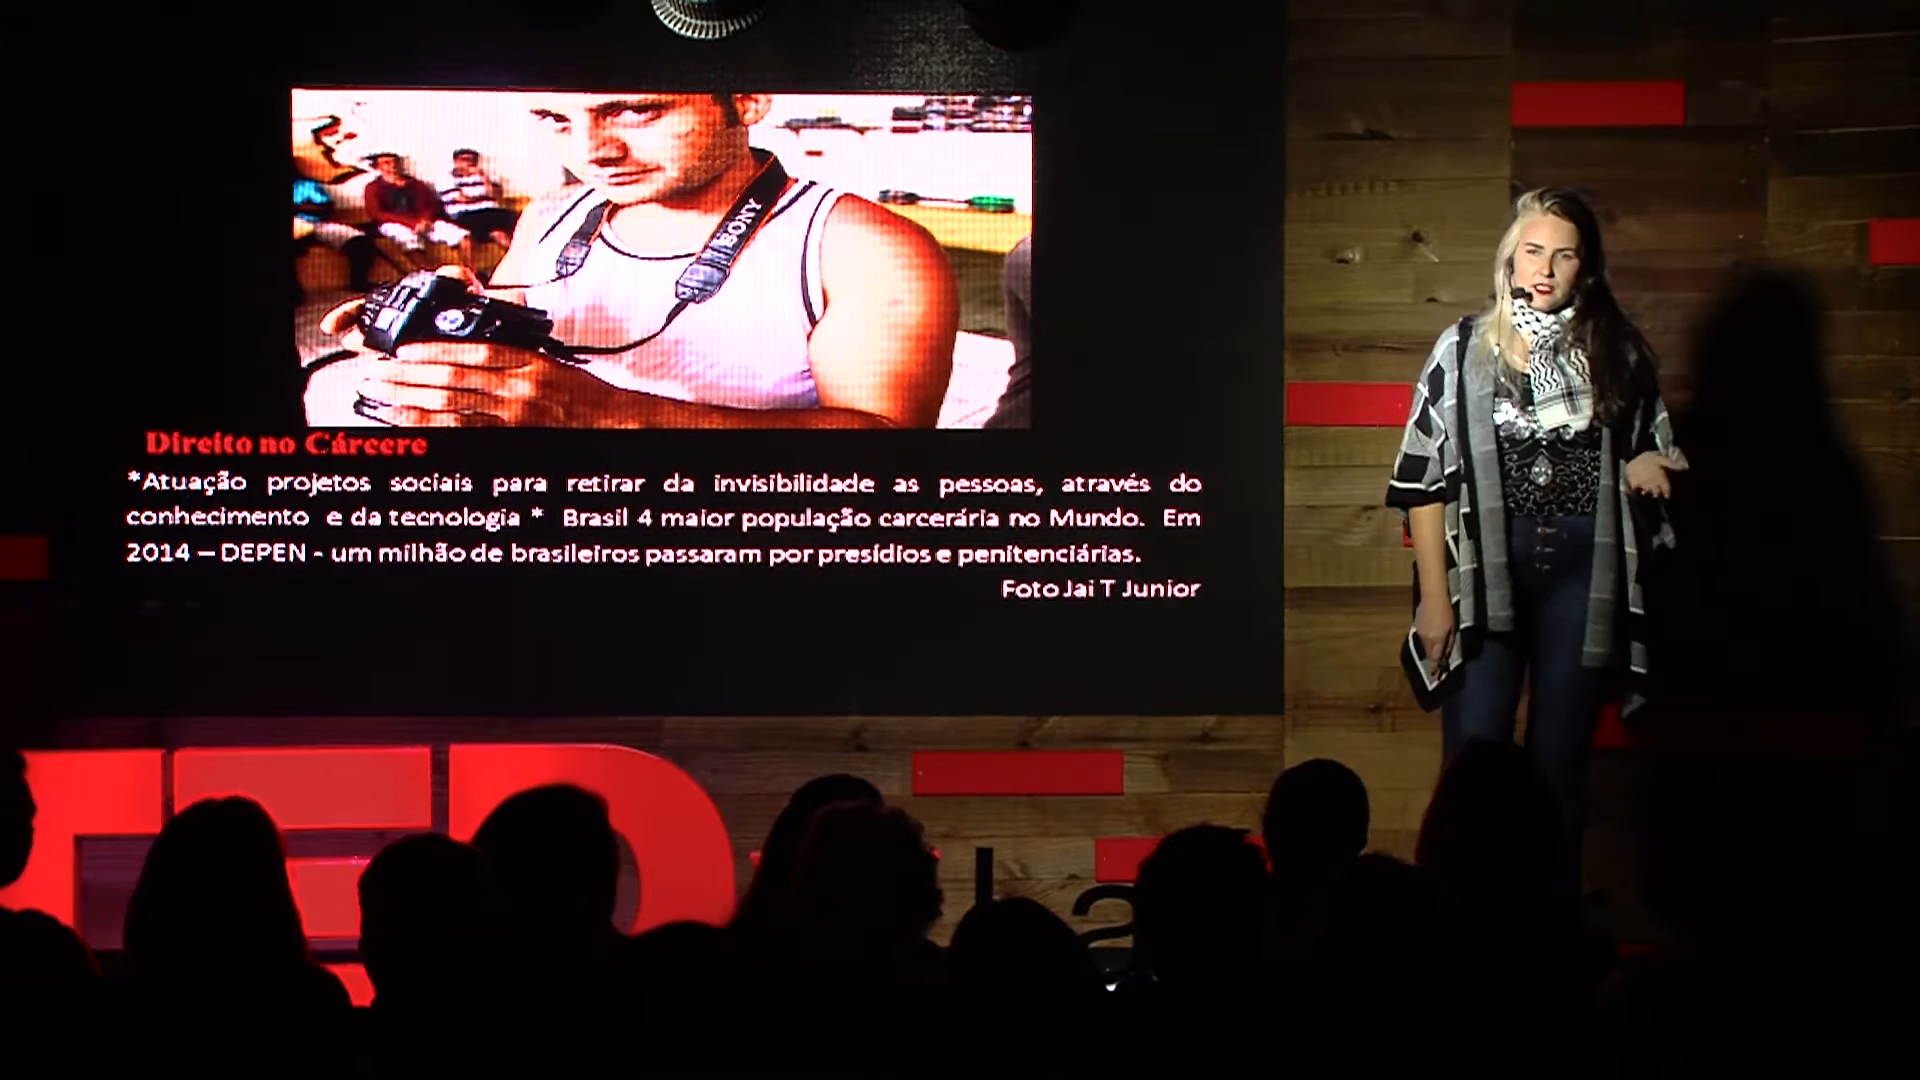 SONY
Direito no Cárcere
*Atuação projetos sociais para retirar da invisibilidade as pessoas, através do
conhecimento e da tecnologia * Brasil 4 maior população carcerária no Mundo. Em
2014 – DEPEN - um milhão de brasileiros passaram por presídios e penitenciárias.
Foto Jai T Junior
TED